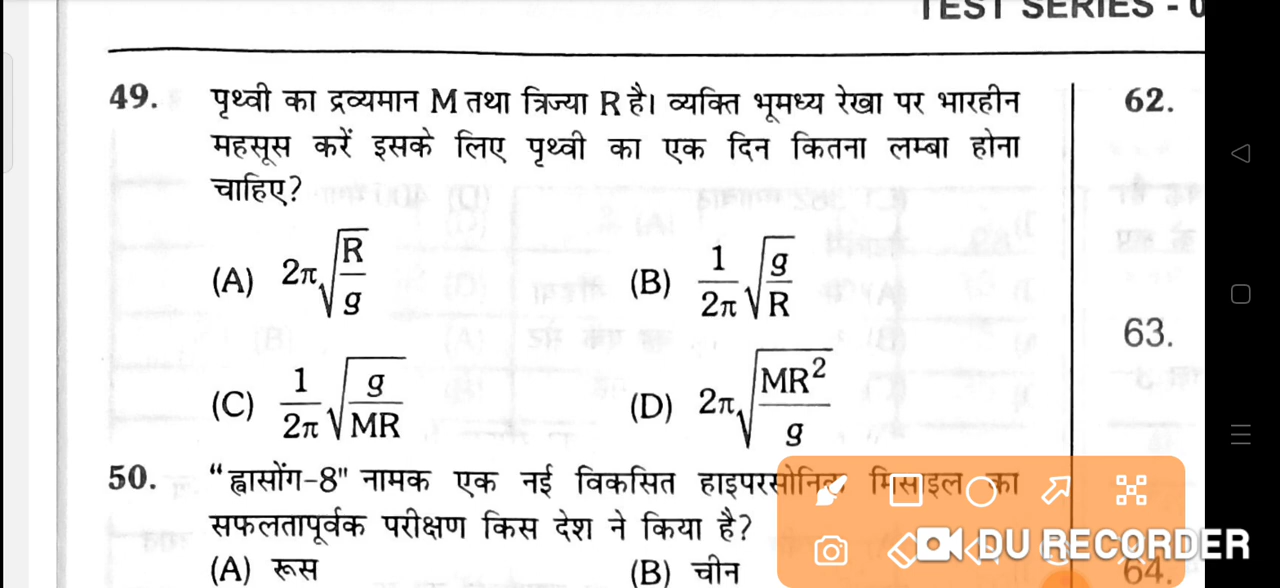 TEST SERIES - 0
49. पृथ्वी का द्रव्यमान M तथा त्रिज्या R है। व्यक्ति भूमध्य रेखा पर भारहीन
महसूस करें इसके लिए पृथ्वी का एक दिन कितना लम्बा होना
चाहिए?
(A) 2π√(R/g) (B) 1/2π √(g/R)
(C) 1/2π √(g/MR) (D) 2π√(MR²/g)
50. “ह्वासोंग-8" नामक एक नई विकसित हाइपरसोनिक मिसाइल का
सफलतापूर्वक परीक्षण किस देश ने किया है?
(A) रूस (B) चीन
62.
63.
64.
DU RECORDER